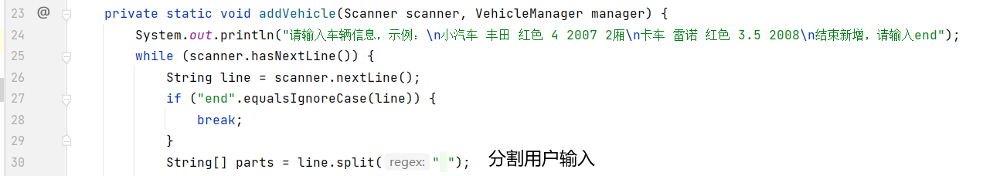 23 @ private static void addVehicle(Scanner scanner, VehicleManager manager) {
24 System.out.println("请输入车辆信息，示例：\n小汽车 丰田 红色 4 2007 2厢\n卡车 雷诺 红色 3.5 2008\n结束新增，请输入end");
25 while (scanner.hasNextLine()) {
26 String line = scanner.nextLine();
27 if ("end".equalsIgnoreCase(line)) {
28 break;
29 }
30 String[] parts = line.split( regex: " "); 分割用户输入